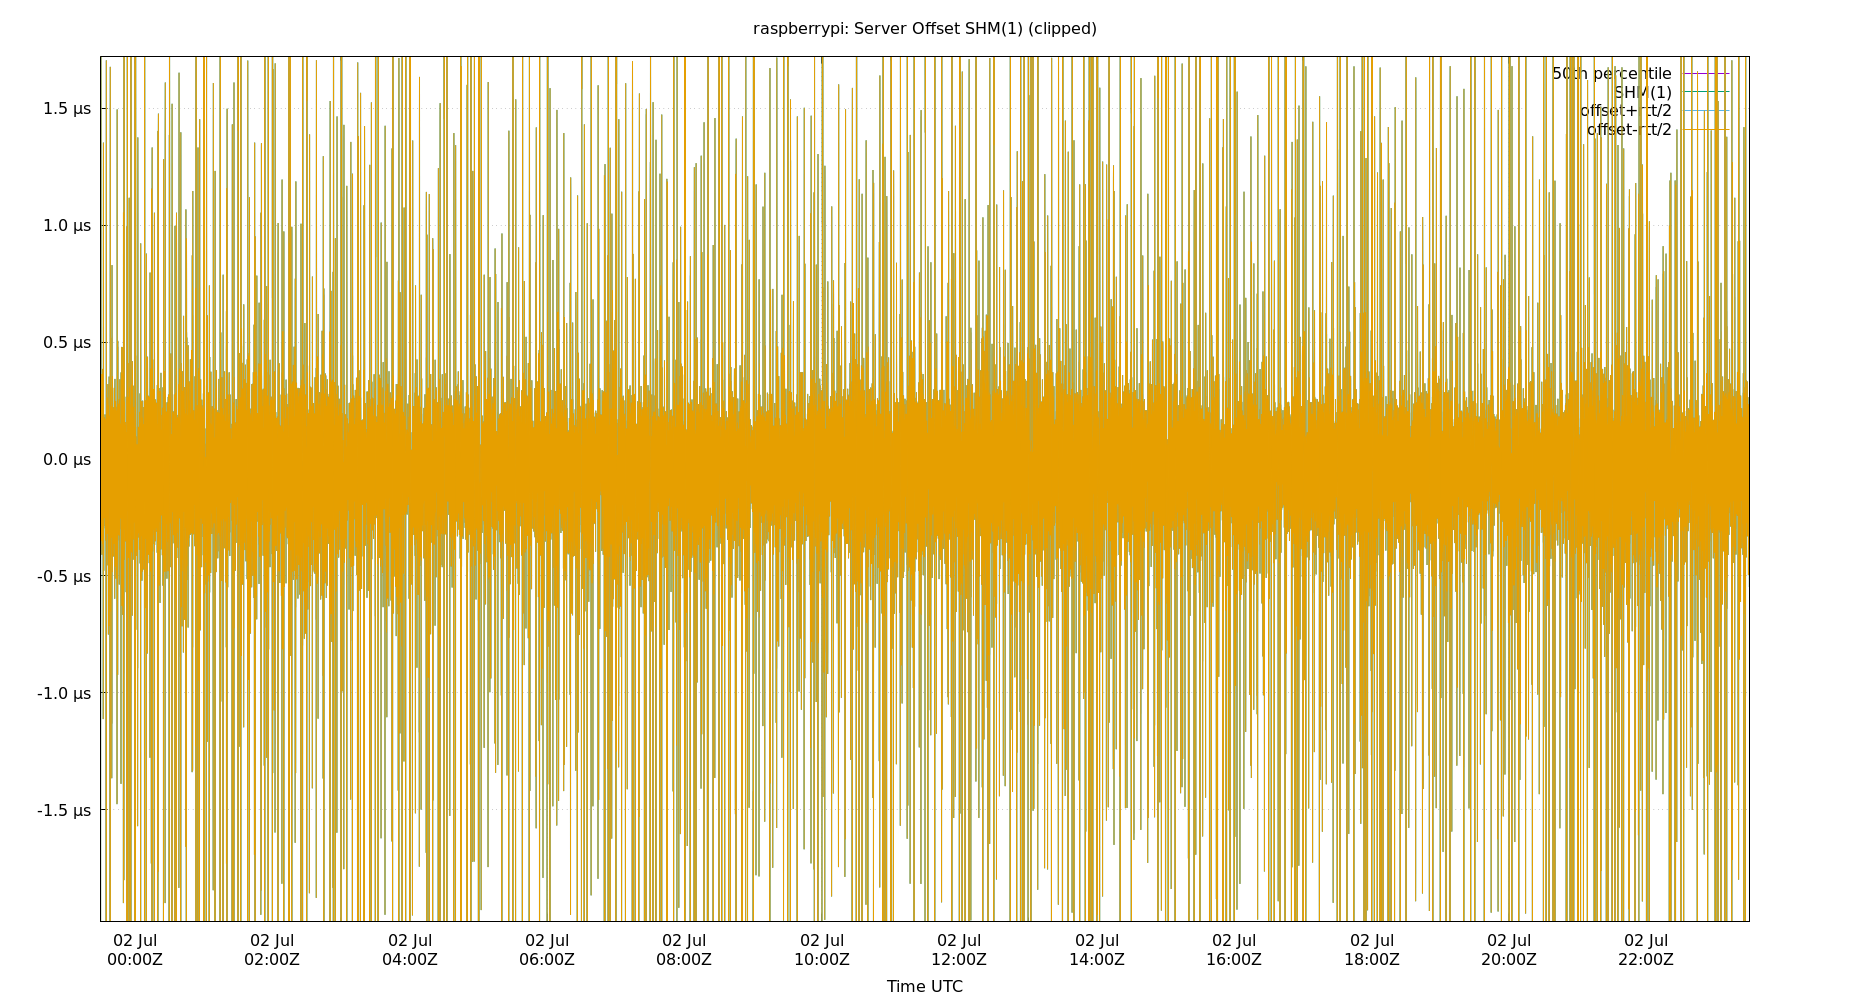 raspberrypi: Server Offset SHM(1) (clipped)
50th percentile
SHM(1)
offset+rtt/2
offset-rtt/2
1.5 µs
1.0 µs
0.5 µs
0.0 µs
-0.5 µs
-1.0 µs
-1.5 µs
02 Jul 02 Jul 02 Jul 02 Jul 02 Jul 02 Jul 02 Jul 02 Jul 02 Jul 02 Jul 02 Jul 02 Jul
00:00Z 02:00Z 04:00Z 06:00Z 08:00Z 10:00Z 12:00Z 14:00Z 16:00Z 18:00Z 20:00Z 22:00Z
Time UTC